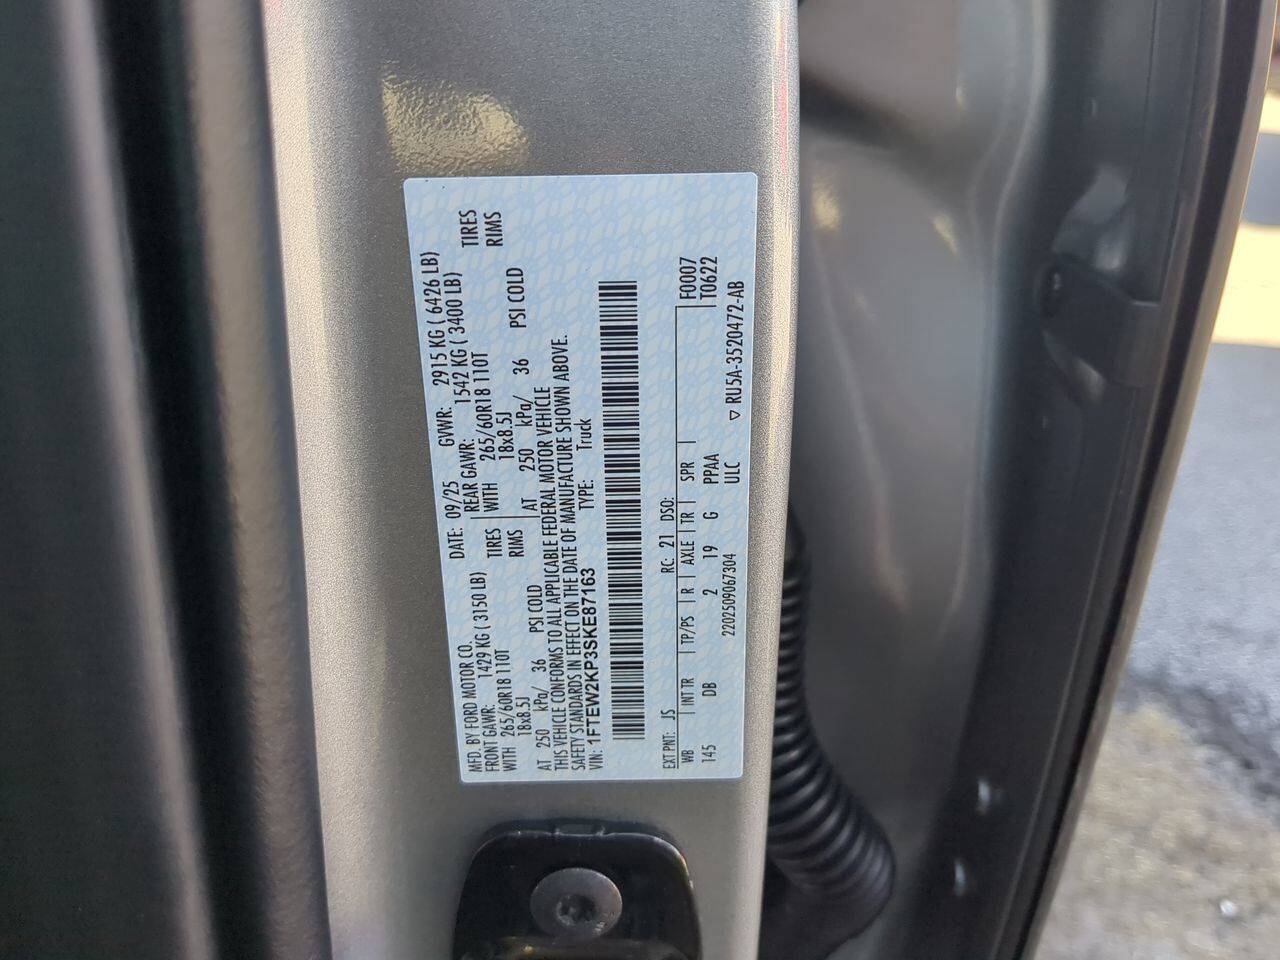 MFD. BY FORD MOTOR CO. DATE: 09/25 GVWR: 2915 KG ( 6426 LB)
FRONT GAWR: 1429 KG ( 3150 LB) REAR GAWR: 1542 KG ( 3400 LB)
WITH 265/60R18 110T TIRES WITH 265/60R18 110T TIRES
18x8.5J RIMS 18x8.5J RIMS
AT 250 kPa/ 36 PSI COLD AT 250 kPa/ 36 PSI COLD
THIS VEHICLE CONFORMS TO ALL APPLICABLE FEDERAL MOTOR VEHICLE
SAFETY STANDARDS IN EFFECT ON THE DATE OF MANUFACTURE SHOWN ABOVE.
VIN: 1FTEW2KP3SKE87163 TYPE: Truck
EXT PNT: JS RC: 21 DSO: F0007
WB INT TR TP/PS R AXLE TR SPR T0622
145 DB 2 19 G PPAA
2202509067304 ULC ▽ RU5A-3520472-AB